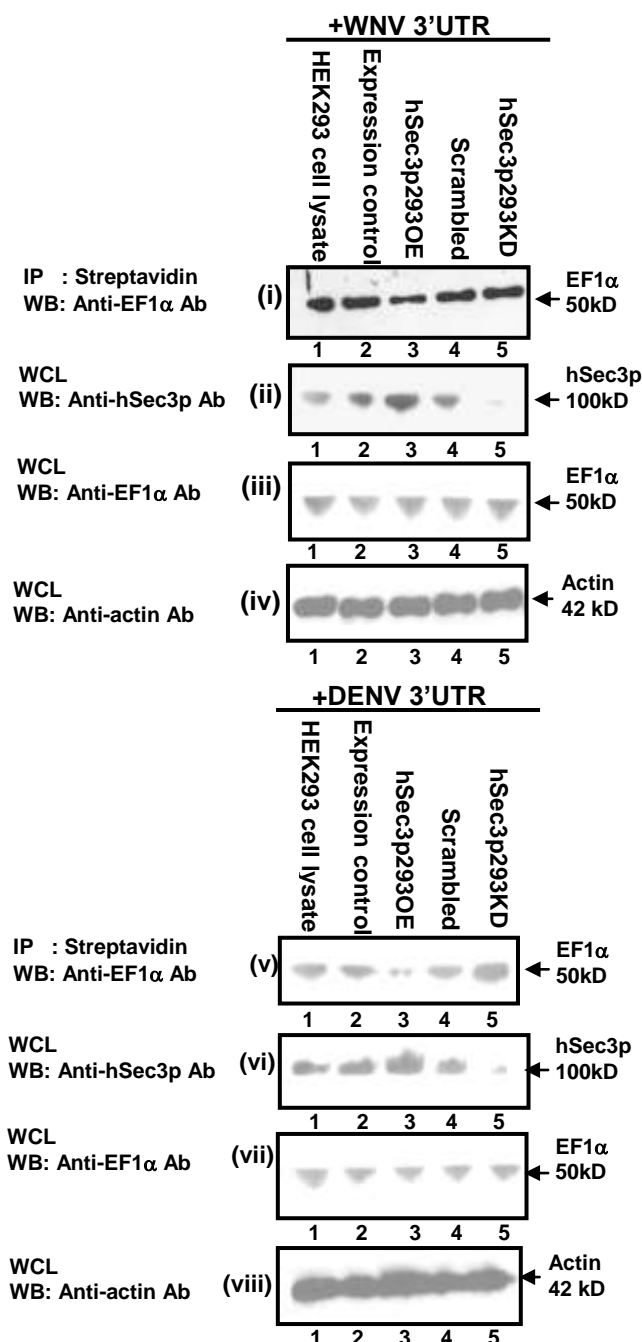 +WNV 3'UTR
HEK293 cell lysate
Expression control
hSec3p293OE
Scrambled
hSec3p293KD
IP : Streptavidin
WB: Anti-EF1α Ab
(i)
EF1α
50kD
1 2 3 4 5
WCL
WB: Anti-hSec3p Ab
(ii)
hSec3p
100kD
1 2 3 4 5
WCL
WB: Anti-EF1α Ab
(iii)
EF1α
50kD
1 2 3 4 5
WCL
WB: Anti-actin Ab
(iv)
Actin
42 kD
1 2 3 4 5
+DENV 3'UTR
HEK293 cell lysate
Expression control
hSec3p293OE
Scrambled
hSec3p293KD
IP : Streptavidin
WB: Anti-EF1α Ab
(v)
EF1α
50kD
1 2 3 4 5
WCL
WB: Anti-hSec3p Ab
(vi)
hSec3p
100kD
1 2 3 4 5
WCL
WB: Anti-EF1α Ab
(vii)
EF1α
50kD
1 2 3 4 5
WCL
WB: Anti-actin Ab
(viii)
Actin
42 kD
1 2 3 4 5